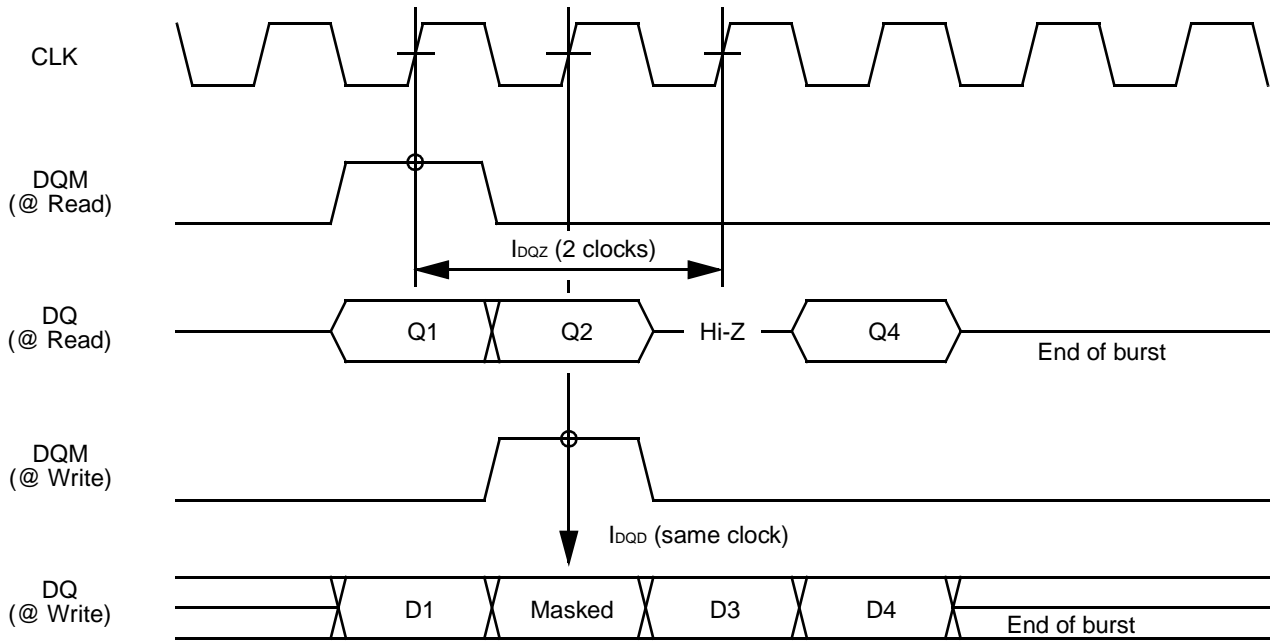 CLK
DQM
(@ Read)
IDQZ (2 clocks)
DQ
(@ Read)
Q1 Q2 Hi-Z Q4
End of burst
DQM
(@ Write)
IDQD (same clock)
DQ
(@ Write)
D1 Masked D3 D4
End of burst